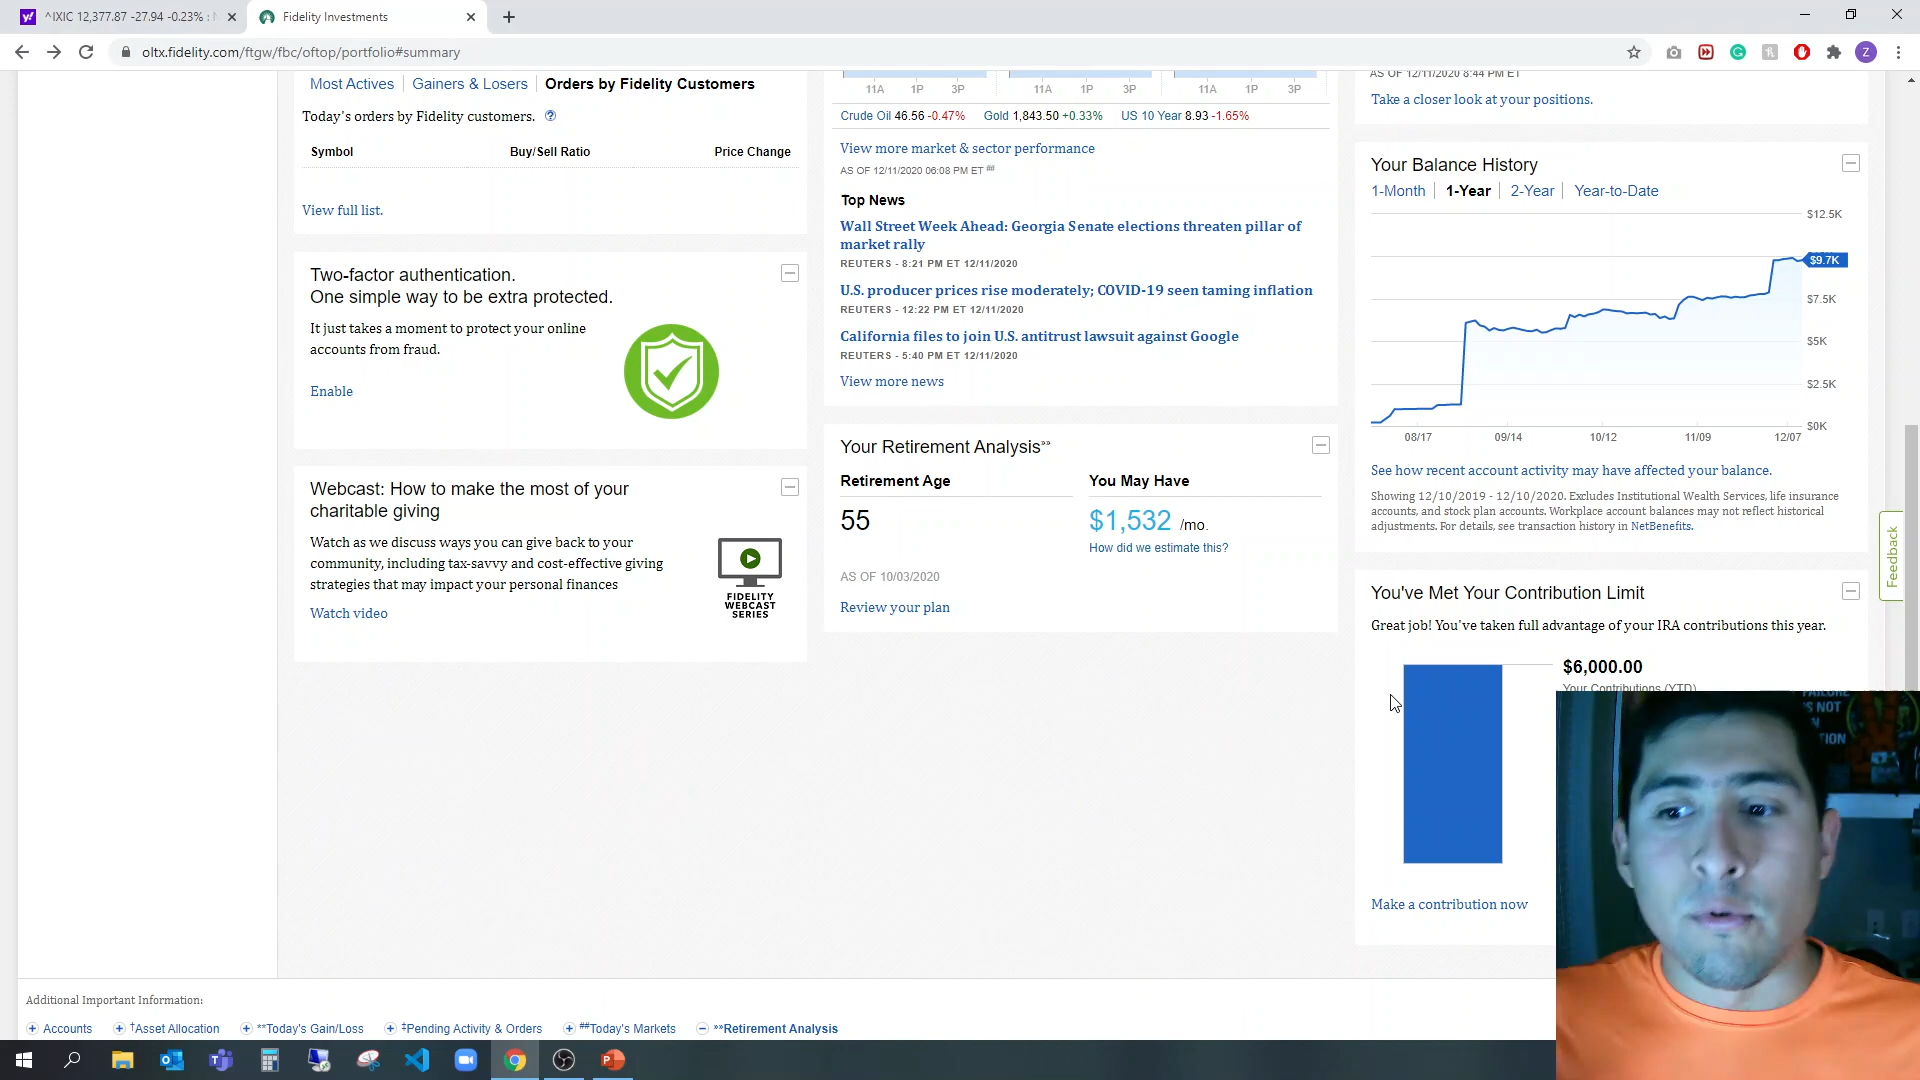 ^IXIC 12,377.87 -27.94 -0.23% :
Fidelity Investments
oltx.fidelity.com/ftgw/fbc/oftop/portfolio#summary
Z
Most Actives
Gainers & Losers
Orders by Fidelity Customers
Today's orders by Fidelity customers.
Symbol
Buy/Sell Ratio
Price Change
View full list.
Two-factor authentication.
One simple way to be extra protected.
It just takes a moment to protect your online
accounts from fraud.
Enable
Webcast: How to make the most of your
charitable giving
Watch as we discuss ways you can give back to your
community, including tax-savvy and cost-effective giving
strategies that may impact your personal finances
Watch video
FIDELITY
WEBCAST
SERIES
11A 1P 3P
11A 1P 3P
11A 1P 3P
Crude Oil 46.56 -0.47% Gold 1,843.50 +0.33% US 10 Year 8.93 -1.65%
View more market & sector performance
AS OF 12/11/2020 06:08 PM ET ##
Top News
Wall Street Week Ahead: Georgia Senate elections threaten pillar of
market rally
REUTERS - 8:21 PM ET 12/11/2020
U.S. producer prices rise moderately; COVID-19 seen taming inflation
REUTERS - 12:22 PM ET 12/11/2020
California files to join U.S. antitrust lawsuit against Google
REUTERS - 5:40 PM ET 12/11/2020
View more news
Your Retirement Analysis»»
Retirement Age
You May Have
55
$1,532 /mo.
How did we estimate this?
AS OF 10/03/2020
Review your plan
AS OF 12/11/2020 8:44 PM ET
Take a closer look at your positions.
Your Balance History
1-Month
1-Year
2-Year
Year-to-Date
$12.5K
$9.7K
$7.5K
$5K
$2.5K
$0K
08/17 09/14 10/12 11/09 12/07
See how recent account activity may have affected your balance.
Showing 12/10/2019 - 12/10/2020. Excludes Institutional Wealth Services, life insurance
accounts, and stock plan accounts. Workplace account balances may not reflect historical
adjustments. For details, see transaction history in NetBenefits.
Feedback
You've Met Your Contribution Limit
Great job! You've taken full advantage of your IRA contributions this year.
$6,000.00
Your Contributions (YTD)
Make a contribution now
FAILURE
IS NOT
Additional Important Information:
Accounts
†Asset Allocation
**Today's Gain/Loss
‡Pending Activity & Orders
##Today's Markets
»»Retirement Analysis